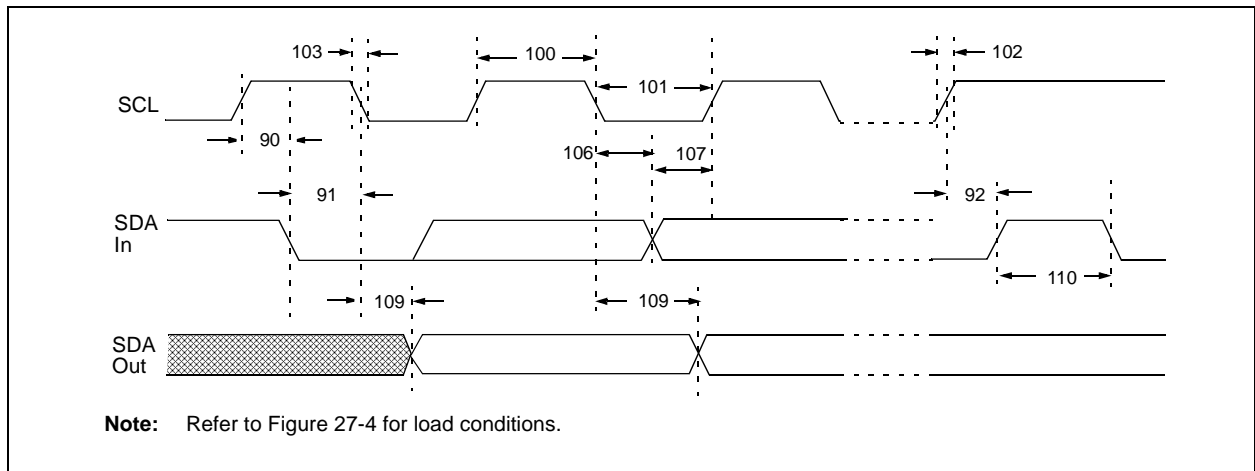 103
100
102
SCL
101
90
106
107
91
92
SDA
In
110
109
109
SDA
Out
Note: Refer to Figure 27-4 for load conditions.